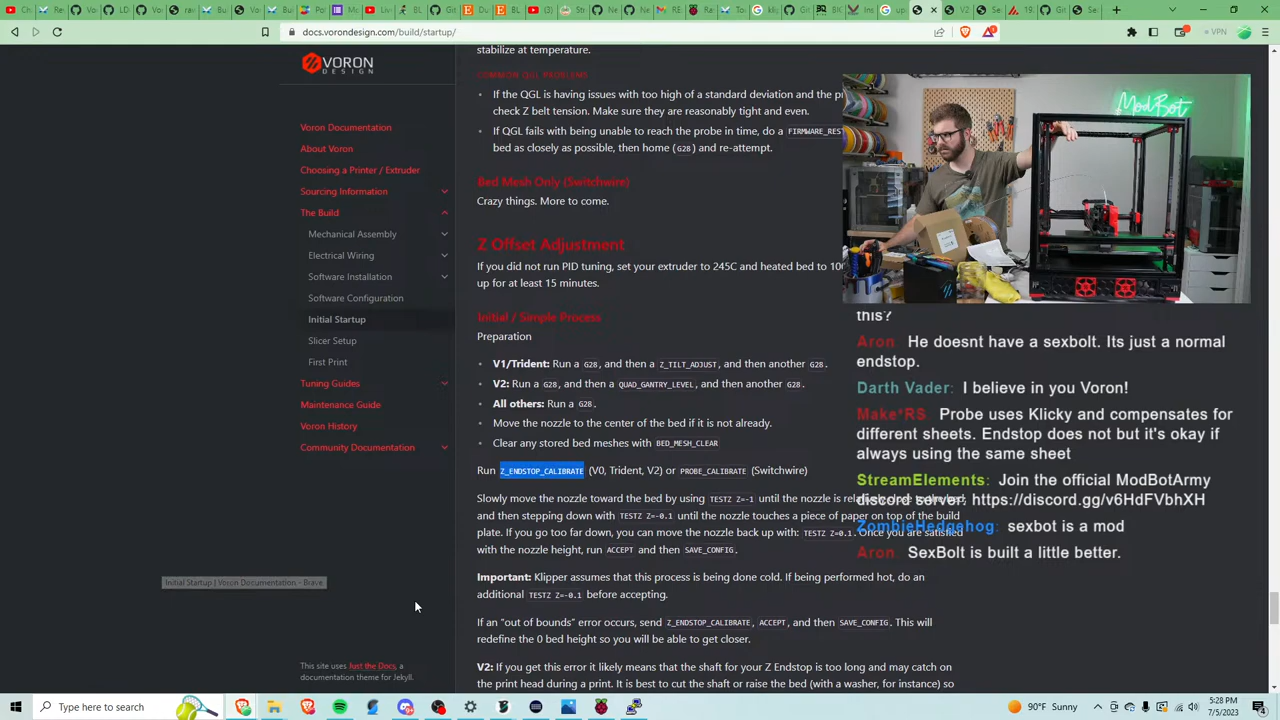 docs.vorondesign.com/build/startup/
VPN
VORON
DESIGN
Voron Documentation
About Voron
Choosing a Printer / Extruder
Sourcing Information
The Build
Mechanical Assembly
Electrical Wiring
Software Installation
Software Configuration
Initial Startup
Slicer Setup
First Print
Tuning Guides
Maintenance Guide
Voron History
Community Documentation
Initial Startup | Voron Documentation - Brave
This site uses Just the Docs, a
documentation theme for Jekyll.
stabilize at temperature.
COMMON QGL PROBLEMS
If the QGL is having issues with too high of a standard deviation and the pr
check Z belt tension. Make sure they are reasonably tight and even.
If QGL fails with being unable to reach the probe in time, do a FIRMWARE_RES
bed as closely as possible, then home (G28) and re-attempt.
Bed Mesh Only (Switchwire)
Crazy things. More to come.
Z Offset Adjustment
If you did not run PID tuning, set your extruder to 245C and heated bed to 100
up for at least 15 minutes.
Initial / Simple Process
Preparation
V1/Trident: Run a G28, and then a Z_TILT_ADJUST, and then another G28.
V2: Run a G28, and then a QUAD_GANTRY_LEVEL, and then another G28.
All others: Run a G28.
Move the nozzle to the center of the bed if it is not already.
Clear any stored bed meshes with BED_MESH_CLEAR
Run Z_ENDSTOP_CALIBRATE (V0, Trident, V2) or PROBE_CALIBRATE (Switchwire)
Slowly move the nozzle toward the bed by using TESTZ Z=-1 until the nozzle is
and then stepping down with TESTZ Z=-0.1 until the nozzle touches a piece of paper on top of the build
plate. If you go too far down, you can move the nozzle back up with: TESTZ Z=0.1. Once you are satisfied
with the nozzle height, run ACCEPT and then SAVE_CONFIG.
Important: Klipper assumes that this process is being done cold. If being performed hot, do an
additional TESTZ Z=-0.1 before accepting.
If an "out of bounds" error occurs, send Z_ENDSTOP_CALIBRATE, ACCEPT, and then SAVE_CONFIG. This will
redefine the 0 bed height so you will be able to get closer.
V2: If you get this error it likely means that the shaft for your Z Endstop is too long and may catch on
the print head during a print. It is best to cut the shaft or raise the bed (with a washer, for instance) so
ModBot
this?
Aron He doesnt have a sexbolt. Its just a normal
endstop.
Darth Vader: I believe in you Voron!
Make*RS Probe uses Klicky and compensates for
different sheets. Endstop does not but it's okay if
always using the same sheet
StreamElements: Join the official ModBotArmy
discord server: https://discord.gg/v6HdFVbhXH
ZombieHedgehog: sexbot is a mod
Aron SexBolt is built a little better.
Type here to search
90°F Sunny
5:28 PM
7/5/2023